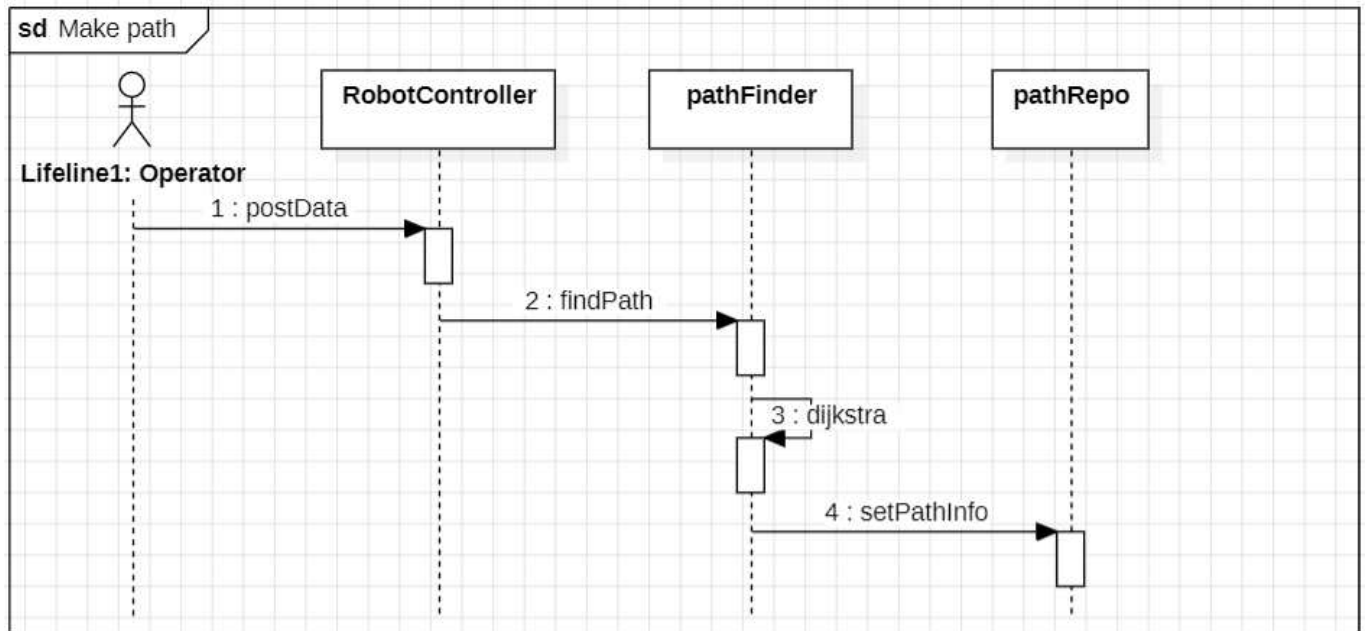 sd Make path
RobotController
pathFinder
pathRepo
Lifeline1: Operator
1 : postData
2 : findPath
3 : dijkstra
4 : setPathInfo